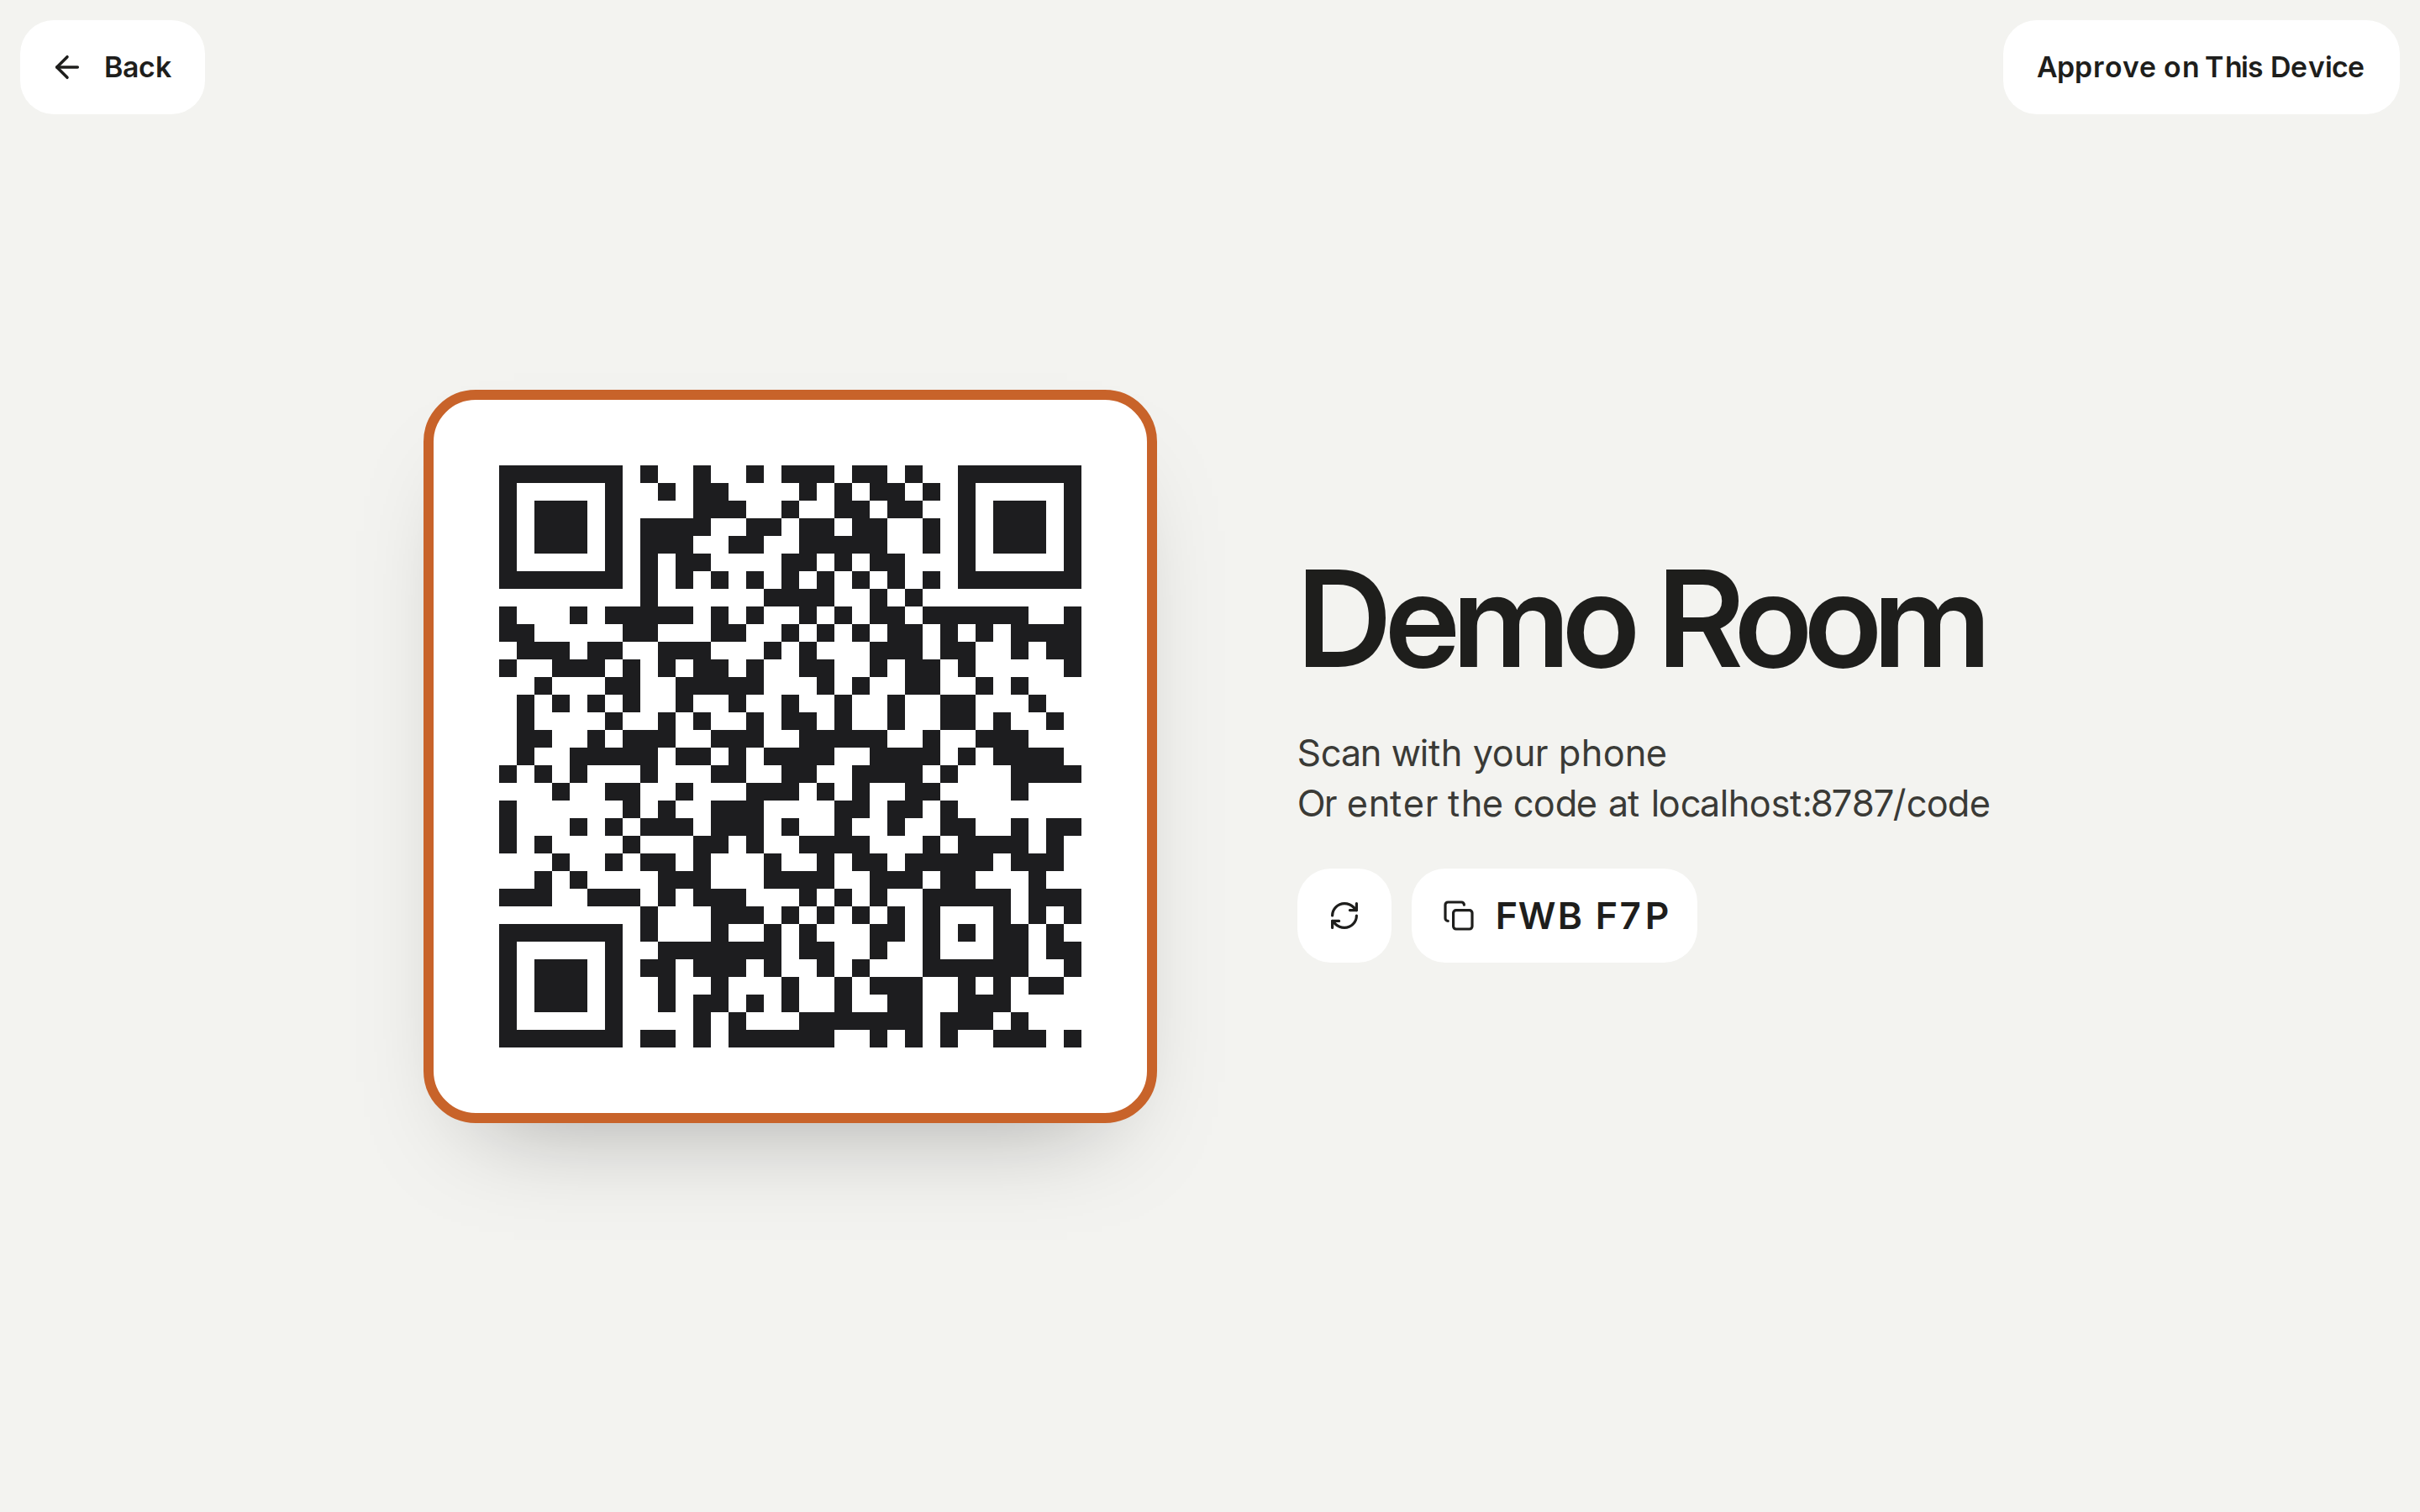 Back
Approve on This Device
Demo Room
Scan with your phone
Or enter the code at localhost:8787/code
FWB F7P